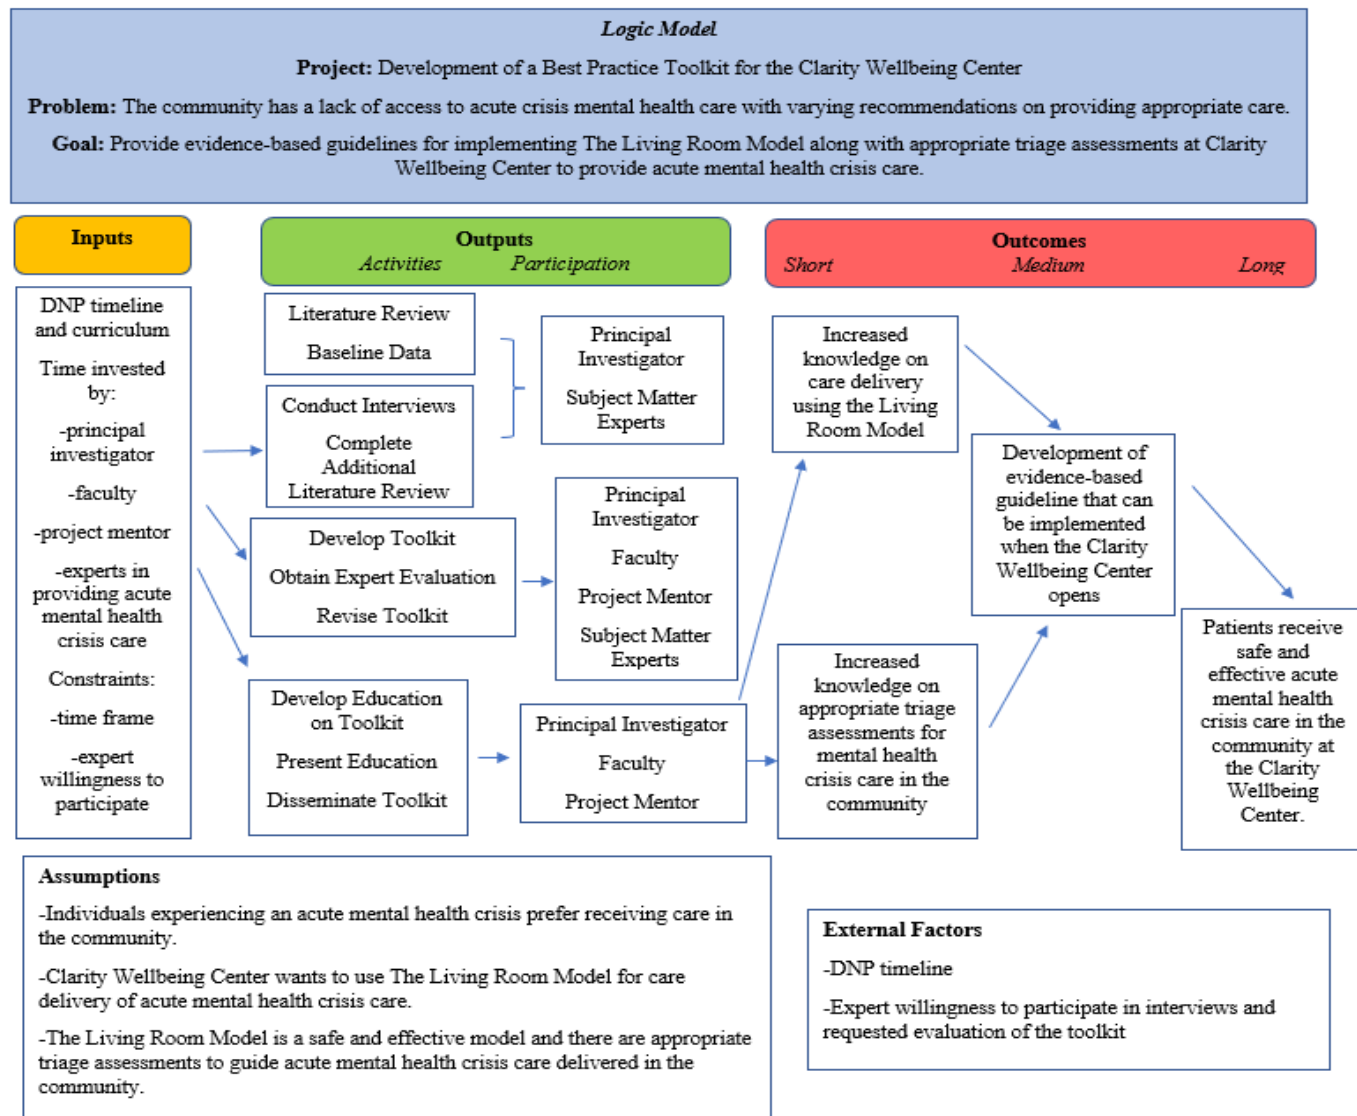 Logic Model
Project: Development of a Best Practice Toolkit for the Clarity Wellbeing Center
Problem: The community has a lack of access to acute crisis mental health care with varying recommendations on providing appropriate care.
Goal: Provide evidence-based guidelines for implementing The Living Room Model along with appropriate triage assessments at Clarity
Wellbeing Center to provide acute mental health crisis care.
Inputs
Outputs
Activities Participation
Outcomes
Short Medium Long
DNP timeline
and curriculum
Time invested
by:
-principal
investigator
-faculty
-project mentor
-experts in
providing acute
mental health
crisis care
Constraints:
-time frame
-expert
willingness to
participate
Literature Review
Baseline Data
Conduct Interviews
Complete
Additional
Literature Review
Develop Toolkit
Obtain Expert Evaluation
Revise Toolkit
Develop Education
on Toolkit
Present Education
Disseminate Toolkit
Principal
Investigator
Subject Matter
Experts
Principal
Investigator
Faculty
Project Mentor
Subject Matter
Experts
Principal Investigator
Faculty
Project Mentor
Increased
knowledge on
care delivery
using the Living
Room Model
Increased
knowledge on
appropriate triage
assessments for
mental health
crisis care in the
community
Development of
evidence-based
guideline that can
be implemented
when the Clarity
Wellbeing Center
opens
Patients receive
safe and
effective acute
mental health
crisis care in the
community at
the Clarity
Wellbeing
Center.
Assumptions
-Individuals experiencing an acute mental health crisis prefer receiving care in
the community.
-Clarity Wellbeing Center wants to use The Living Room Model for care
delivery of acute mental health crisis care.
-The Living Room Model is a safe and effective model and there are appropriate
triage assessments to guide acute mental health crisis care delivered in the
community.
External Factors
-DNP timeline
-Expert willingness to participate in interviews and
requested evaluation of the toolkit